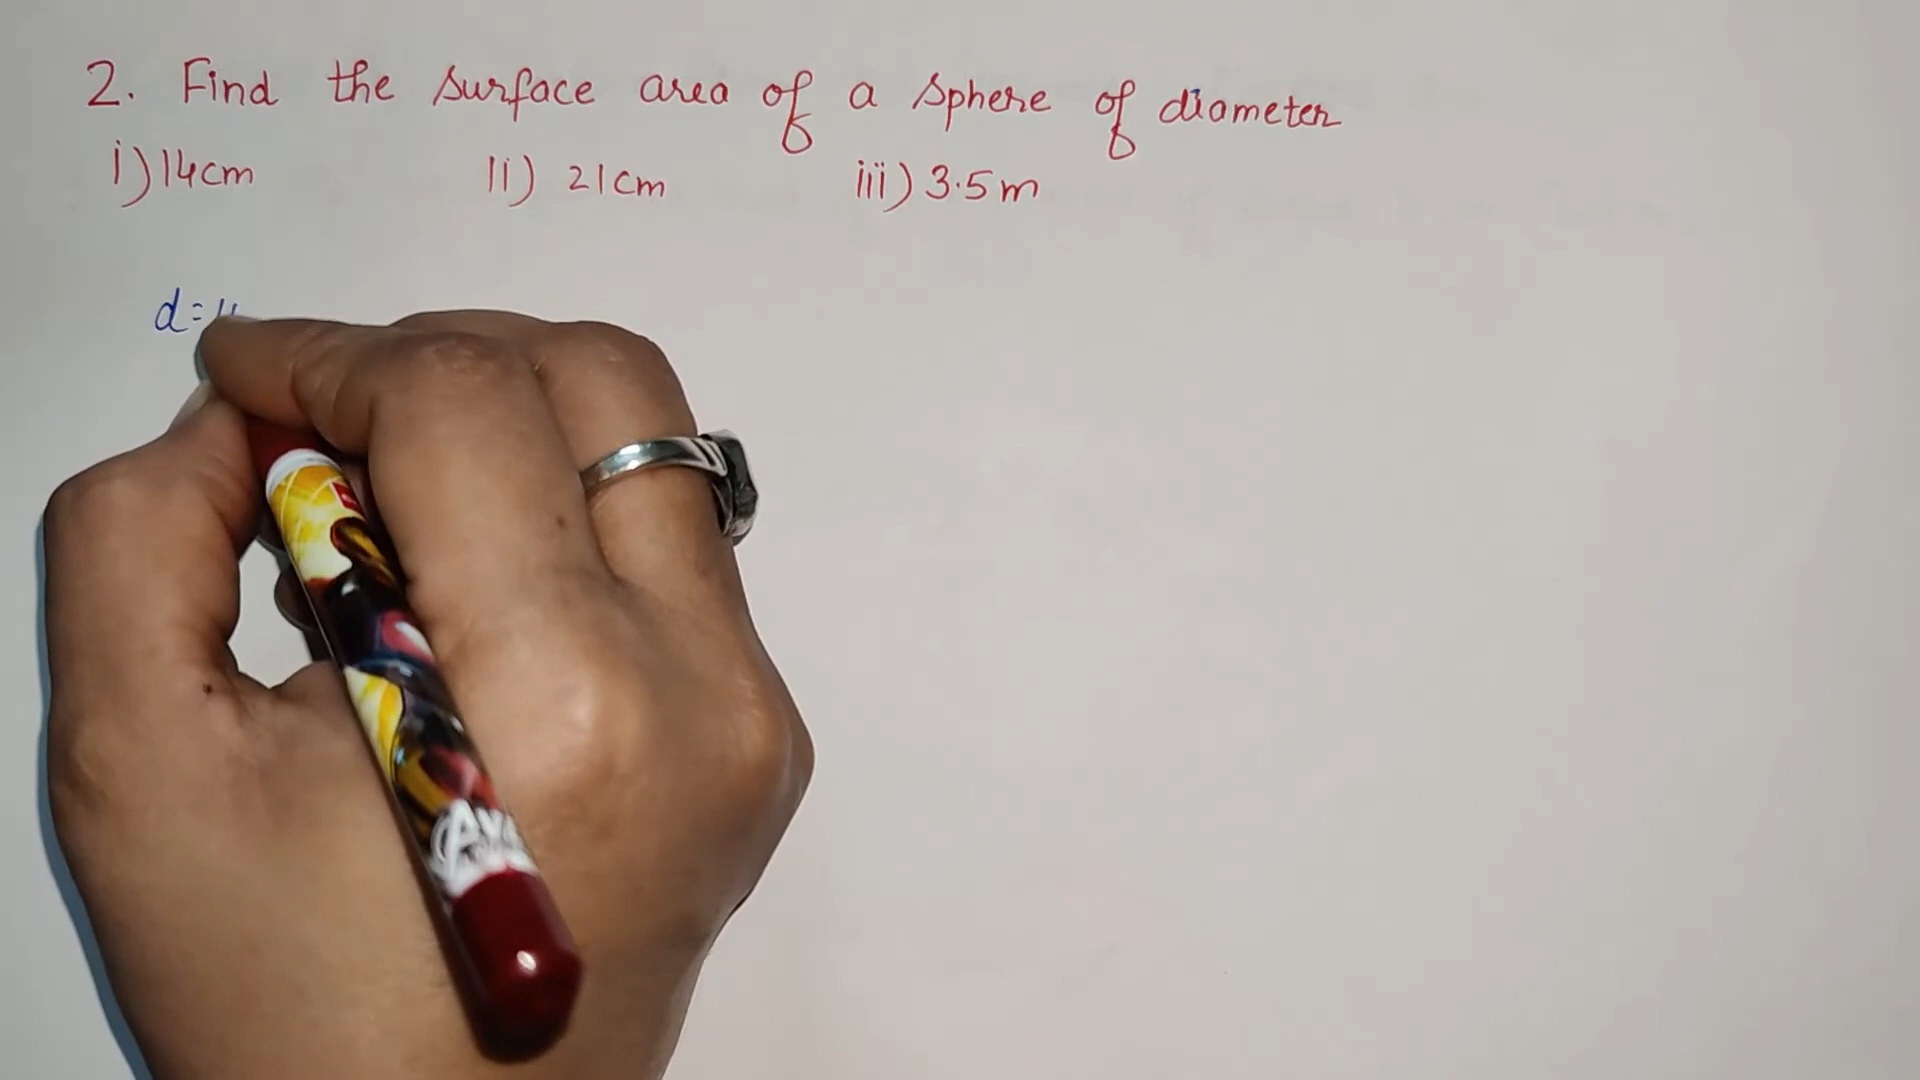 2. Find the surface area of a sphere of diameter
i) 14cm ii) 21cm iii) 3.5m
d=